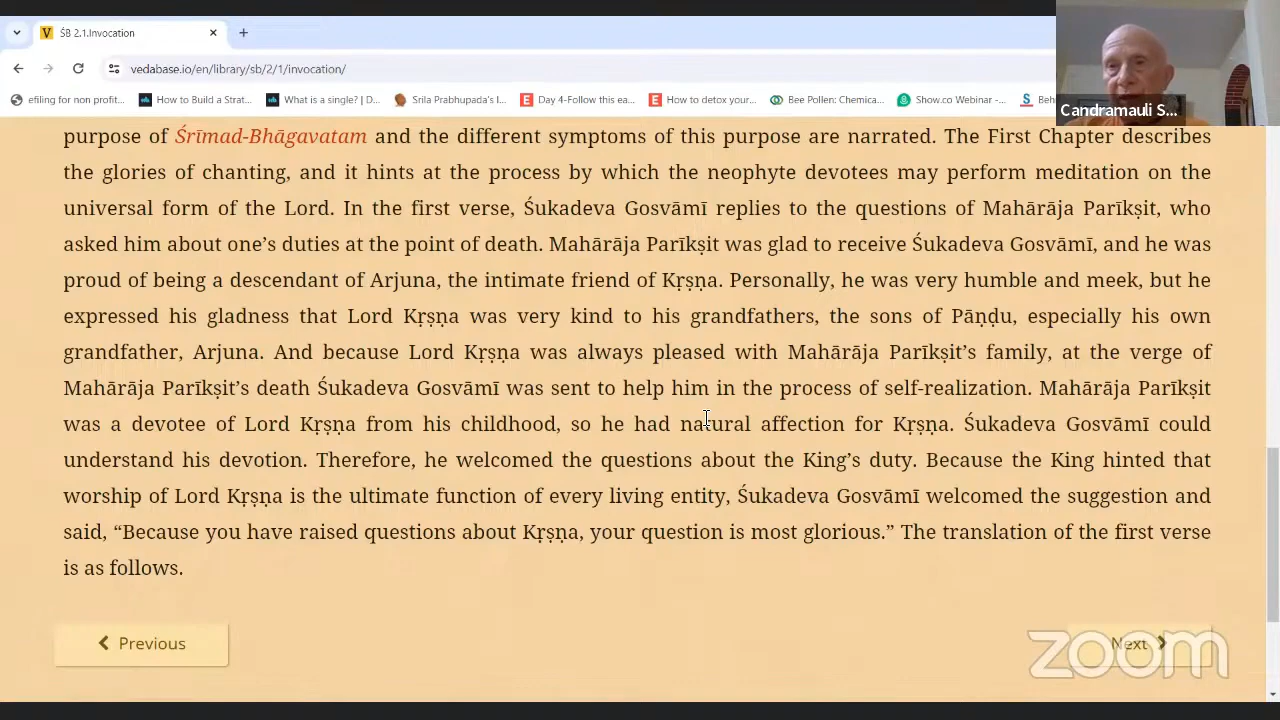 ŚB 2.1.Invocation
vedabase.io/en/library/sb/2/1/invocation/
efiling for non profit... How to Build a Strat... What is a single? | D... Srila Prabhupada's l... Day 4-Follow this ea... How to detox your... Bee Pollen: Chemica... Show.co Webinar -... Beh
Candramauli S...
purpose of Śrīmad-Bhāgavatam and the different symptoms of this purpose are narrated. The First Chapter describes
the glories of chanting, and it hints at the process by which the neophyte devotees may perform meditation on the
universal form of the Lord. In the first verse, Śukadeva Gosvāmī replies to the questions of Mahārāja Parīkṣit, who
asked him about one’s duties at the point of death. Mahārāja Parīkṣit was glad to receive Śukadeva Gosvāmī, and he was
proud of being a descendant of Arjuna, the intimate friend of Kṛṣṇa. Personally, he was very humble and meek, but he
expressed his gladness that Lord Kṛṣṇa was very kind to his grandfathers, the sons of Pāṇḍu, especially his own
grandfather, Arjuna. And because Lord Kṛṣṇa was always pleased with Mahārāja Parīkṣit’s family, at the verge of
Mahārāja Parīkṣit’s death Śukadeva Gosvāmī was sent to help him in the process of self-realization. Mahārāja Parīkṣit
was a devotee of Lord Kṛṣṇa from his childhood, so he had natural affection for Kṛṣṇa. Śukadeva Gosvāmī could
understand his devotion. Therefore, he welcomed the questions about the King’s duty. Because the King hinted that
worship of Lord Kṛṣṇa is the ultimate function of every living entity, Śukadeva Gosvāmī welcomed the suggestion and
said, “Because you have raised questions about Kṛṣṇa, your question is most glorious.” The translation of the first verse
is as follows.
Previous
Next
zoom